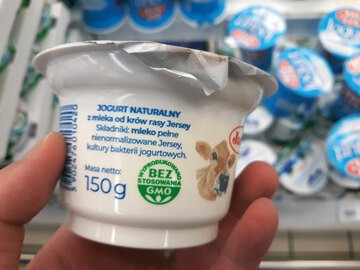 JOGURT NATURALNY
z mleka od krów rasy Jersey
Składniki: mleko pełne
nienormalizowane Jersey,
kultury bakterii jogurtowych.
Masa netto:
150g
WYPRODUKOWANO
BEZ
STOSOWANIA
GMO